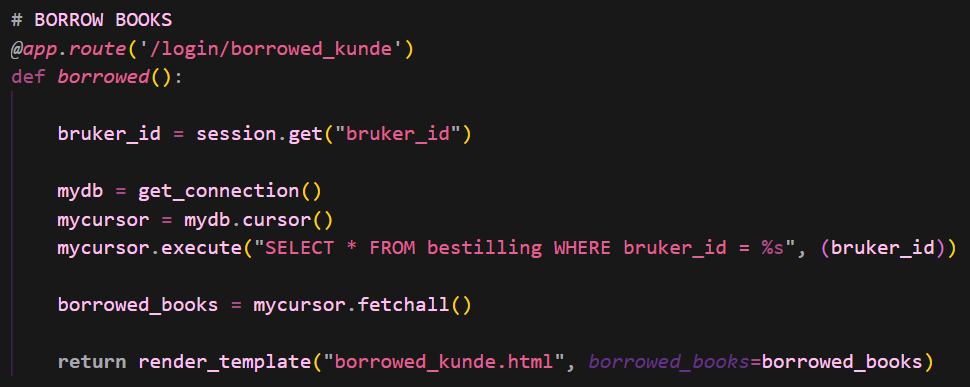 # BORROW BOOKS
@app.route('/login/borrowed_kunde')
def borrowed():
bruker_id = session.get("bruker_id")
mydb = get_connection()
mycursor = mydb.cursor()
mycursor.execute("SELECT * FROM bestilling WHERE bruker_id = %s", (bruker_id))
borrowed_books = mycursor.fetchall()
return render_template("borrowed_kunde.html", borrowed_books=borrowed_books)